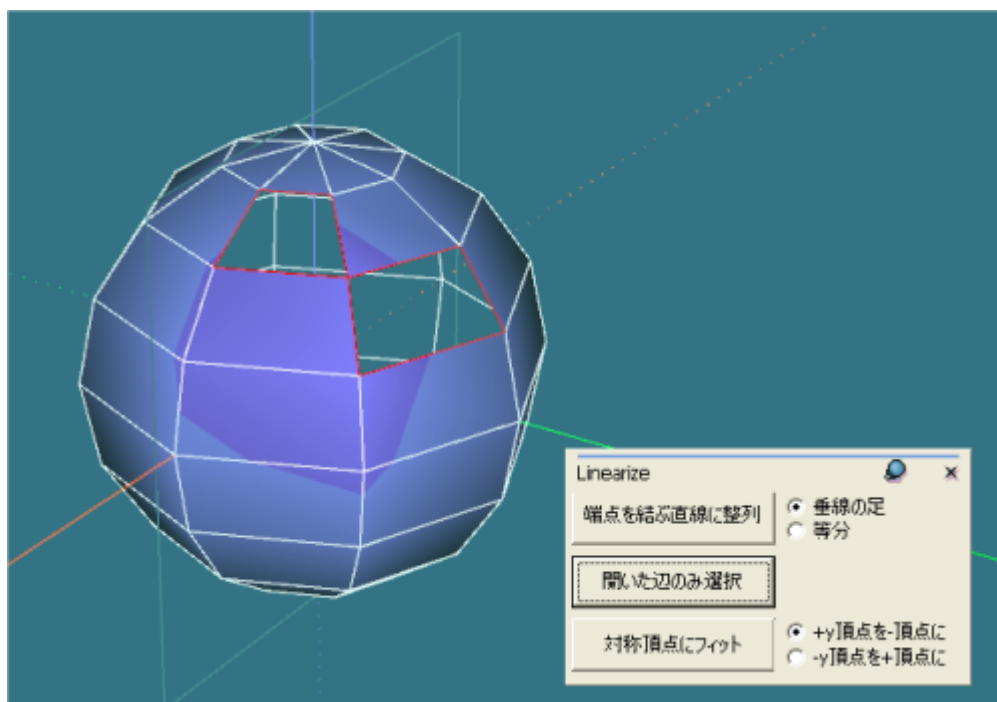 Linearize
端点を結ぶ直線に整列
垂線の足
等分
開いた辺のみ選択
対称頂点にフィット
+y頂点を-頂点に
-y頂点を+頂点に